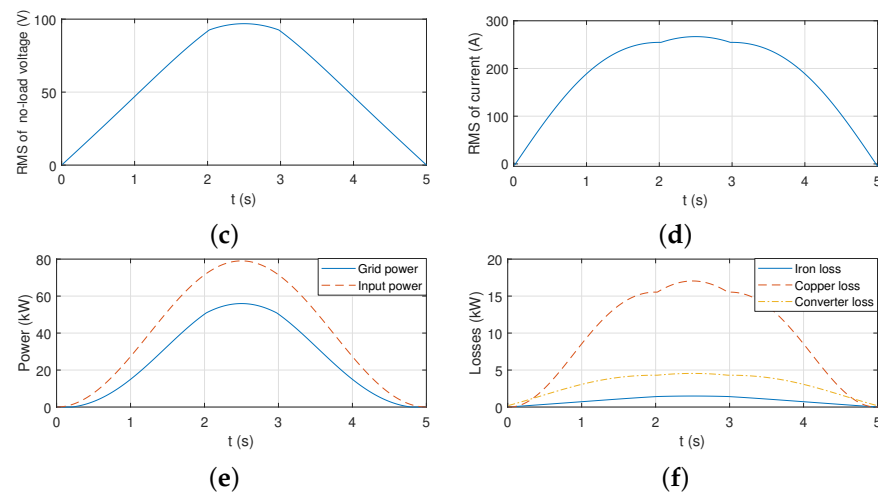 RMS of no-load voltage (V)
100
50
0
0 1 2 3 4 5
t (s)
(c)
RMS of current (A)
300
200
100
0
0 1 2 3 4 5
t (s)
(d)
Power (kW)
80
60
40
20
0
0 1 2 3 4 5
t (s)
Grid power
Input power
(e)
Losses (kW)
20
15
10
5
0
0 1 2 3 4 5
t (s)
Iron loss
Copper loss
Converter loss
(f)